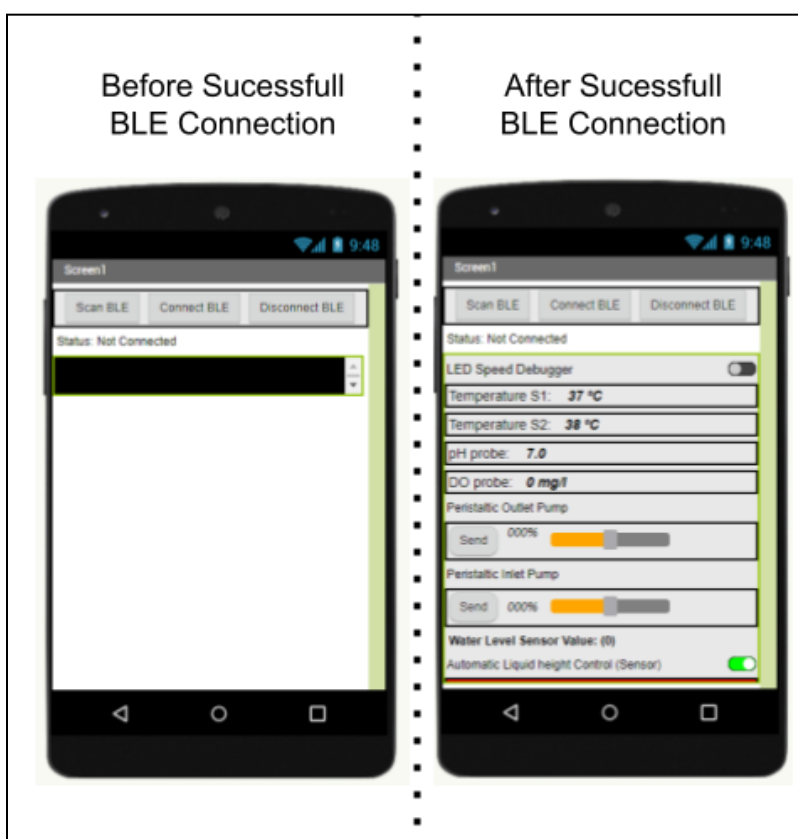 Before Sucessfull
BLE Connection
9:48
Screen1
Scan BLE Connect BLE Disconnect BLE
Status: Not Connected
After Sucessfull
BLE Connection
9:48
Screen1
Scan BLE Connect BLE Disconnect BLE
Status: Not Connected
LED Speed Debugger
Temperature S1: 37 ºC
Temperature S2: 38 ºC
pH probe: 7.0
DO probe: 0 mg/l
Peristaltic Outlet Pump
Send 000%
Peristaltic Inlet Pump
Send 000%
Water Level Sensor Value: (0)
Automatic Liquid height Control (Sensor)